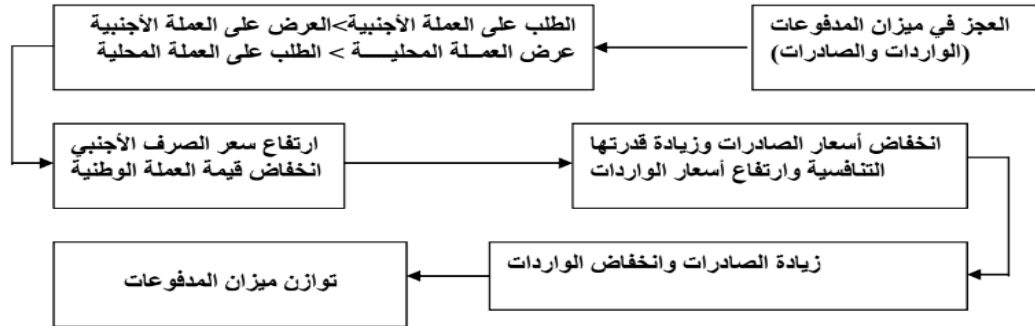 العجز في ميزان المدفوعات
(الواردات والصادرات)
الطلب على العملة الأجنبية>العرض على العملة الأجنبية
عرض العمــلة المحليـــــة > الطلب على العملة المحلية
ارتفاع سعر الصرف الأجنبي
انخفاض قيمة العملة الوطنية
انخفاض أسعار الصادرات وزيادة قدرتها
التنافسية وارتفاع أسعار الواردات
زيادة الصادرات وانخفاض الواردات
توازن ميزان المدفوعات